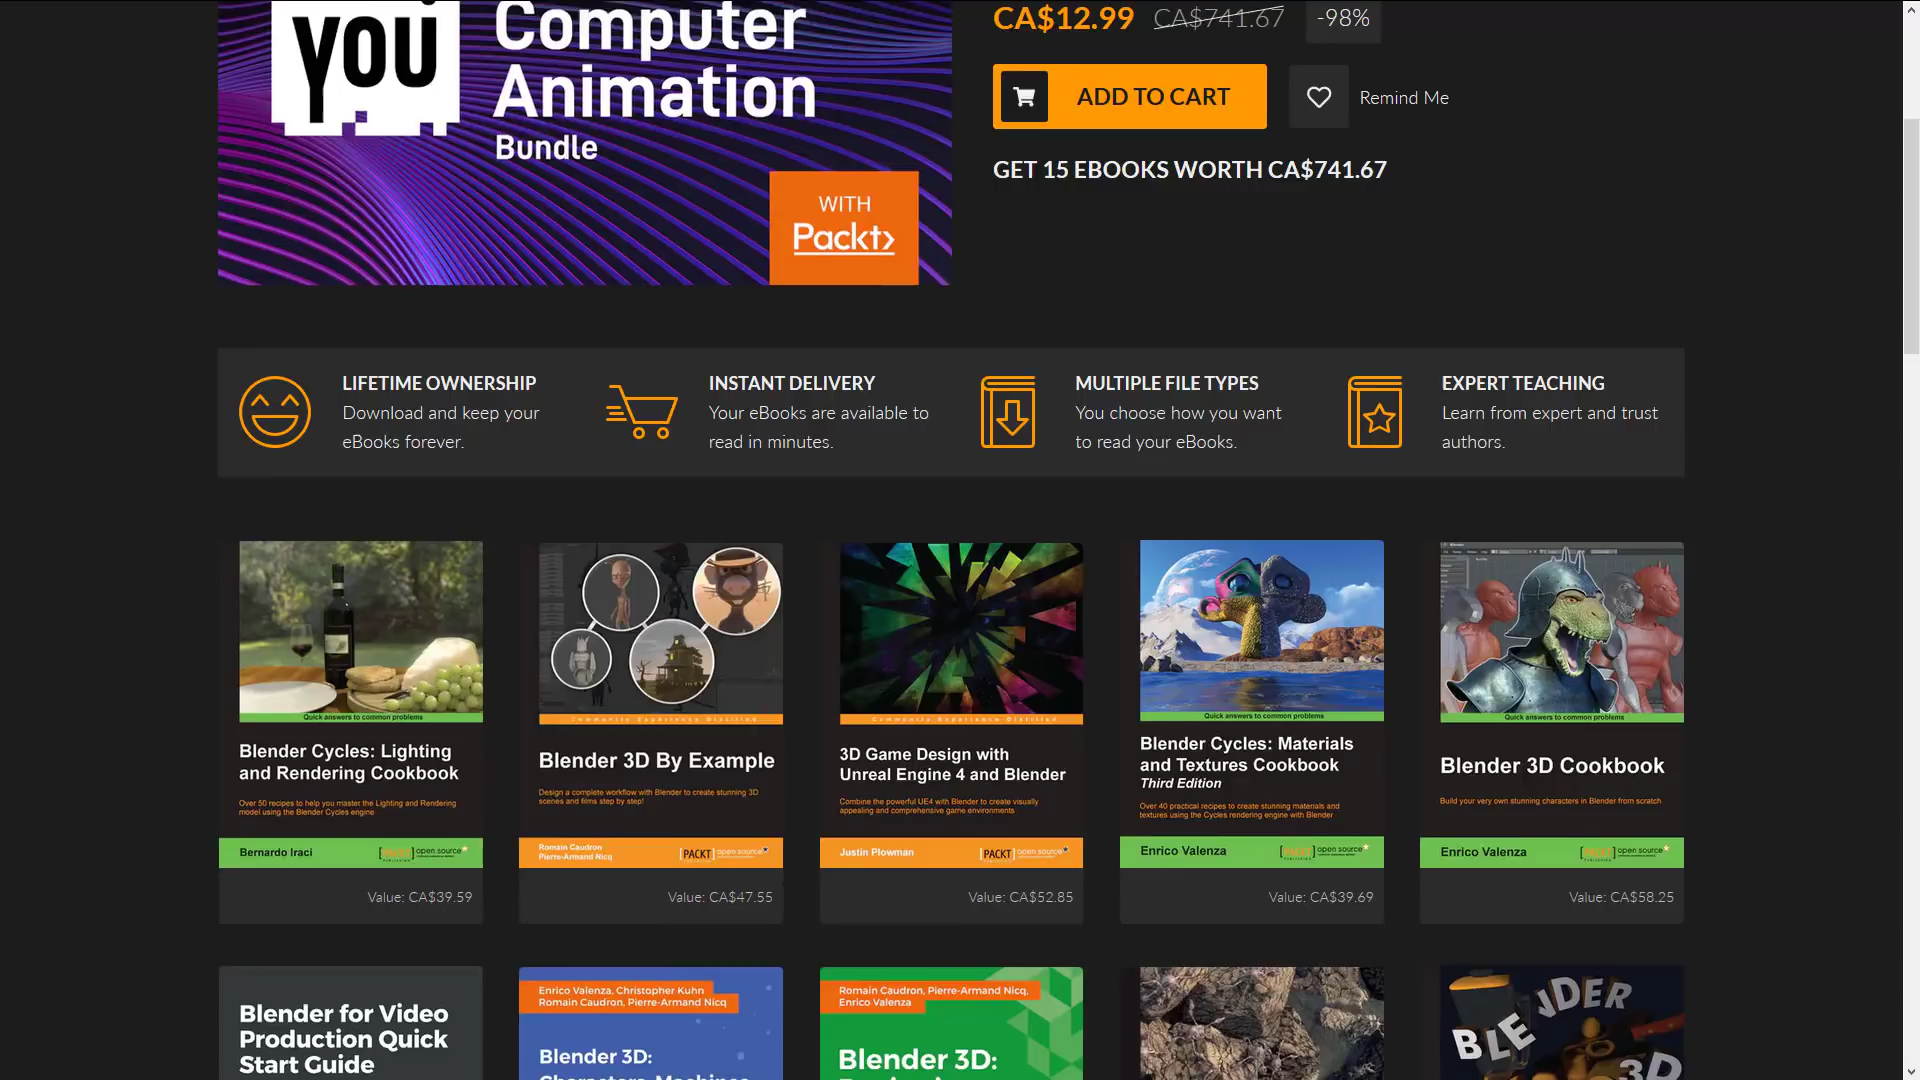 YOU
Computer
Animation
Bundle
WITH
Packt>
CA$12.99 CA$741.67 -98%
ADD TO CART
Remind Me
GET 15 EBOOKS WORTH CA$741.67
LIFETIME OWNERSHIP
Download and keep your
eBooks forever.
INSTANT DELIVERY
Your eBooks are available to
read in minutes.
MULTIPLE FILE TYPES
You choose how you want
to read your eBooks.
EXPERT TEACHING
Learn from expert and trust
authors.
Quick answers to common problems
Blender Cycles: Lighting
and Rendering Cookbook
Over 50 recipes to help you master the Lighting and Rendering
model using the Blender Cycles engine
Bernardo Iraci
[PACKT] open source*
Value: CA$39.59
Community Experience Distilled
Blender 3D By Example
Design a complete workflow with Blender to create stunning 3D
scenes and films step by step!
Romain Caudron
Pierre-Armand Nicq
[PACKT] open source*
Value: CA$47.55
Community Experience Distilled
3D Game Design with
Unreal Engine 4 and Blender
Combine the powerful UE4 with Blender to create visually
appealing and comprehensive game environments
Justin Plowman
[PACKT] open source*
Value: CA$52.85
Quick answers to common problems
Blender Cycles: Materials
and Textures Cookbook
Third Edition
Over 40 practical recipes to create stunning materials and
textures using the Cycles rendering engine with Blender
Enrico Valenza
[PACKT] open source*
Value: CA$39.69
Quick answers to common problems
Blender 3D Cookbook
Build your very own stunning characters in Blender from scratch
Enrico Valenza
[PACKT] open source*
Value: CA$58.25
Blender for Video
Production Quick
Start Guide
Enrico Valenza, Christopher Kuhn
Romain Caudron, Pierre-Armand Nicq
Blender 3D:
Characters, Machines
Romain Caudron, Pierre-Armand Nicq,
Enrico Valenza
Blender 3D:
BLENDER
BLE
3D